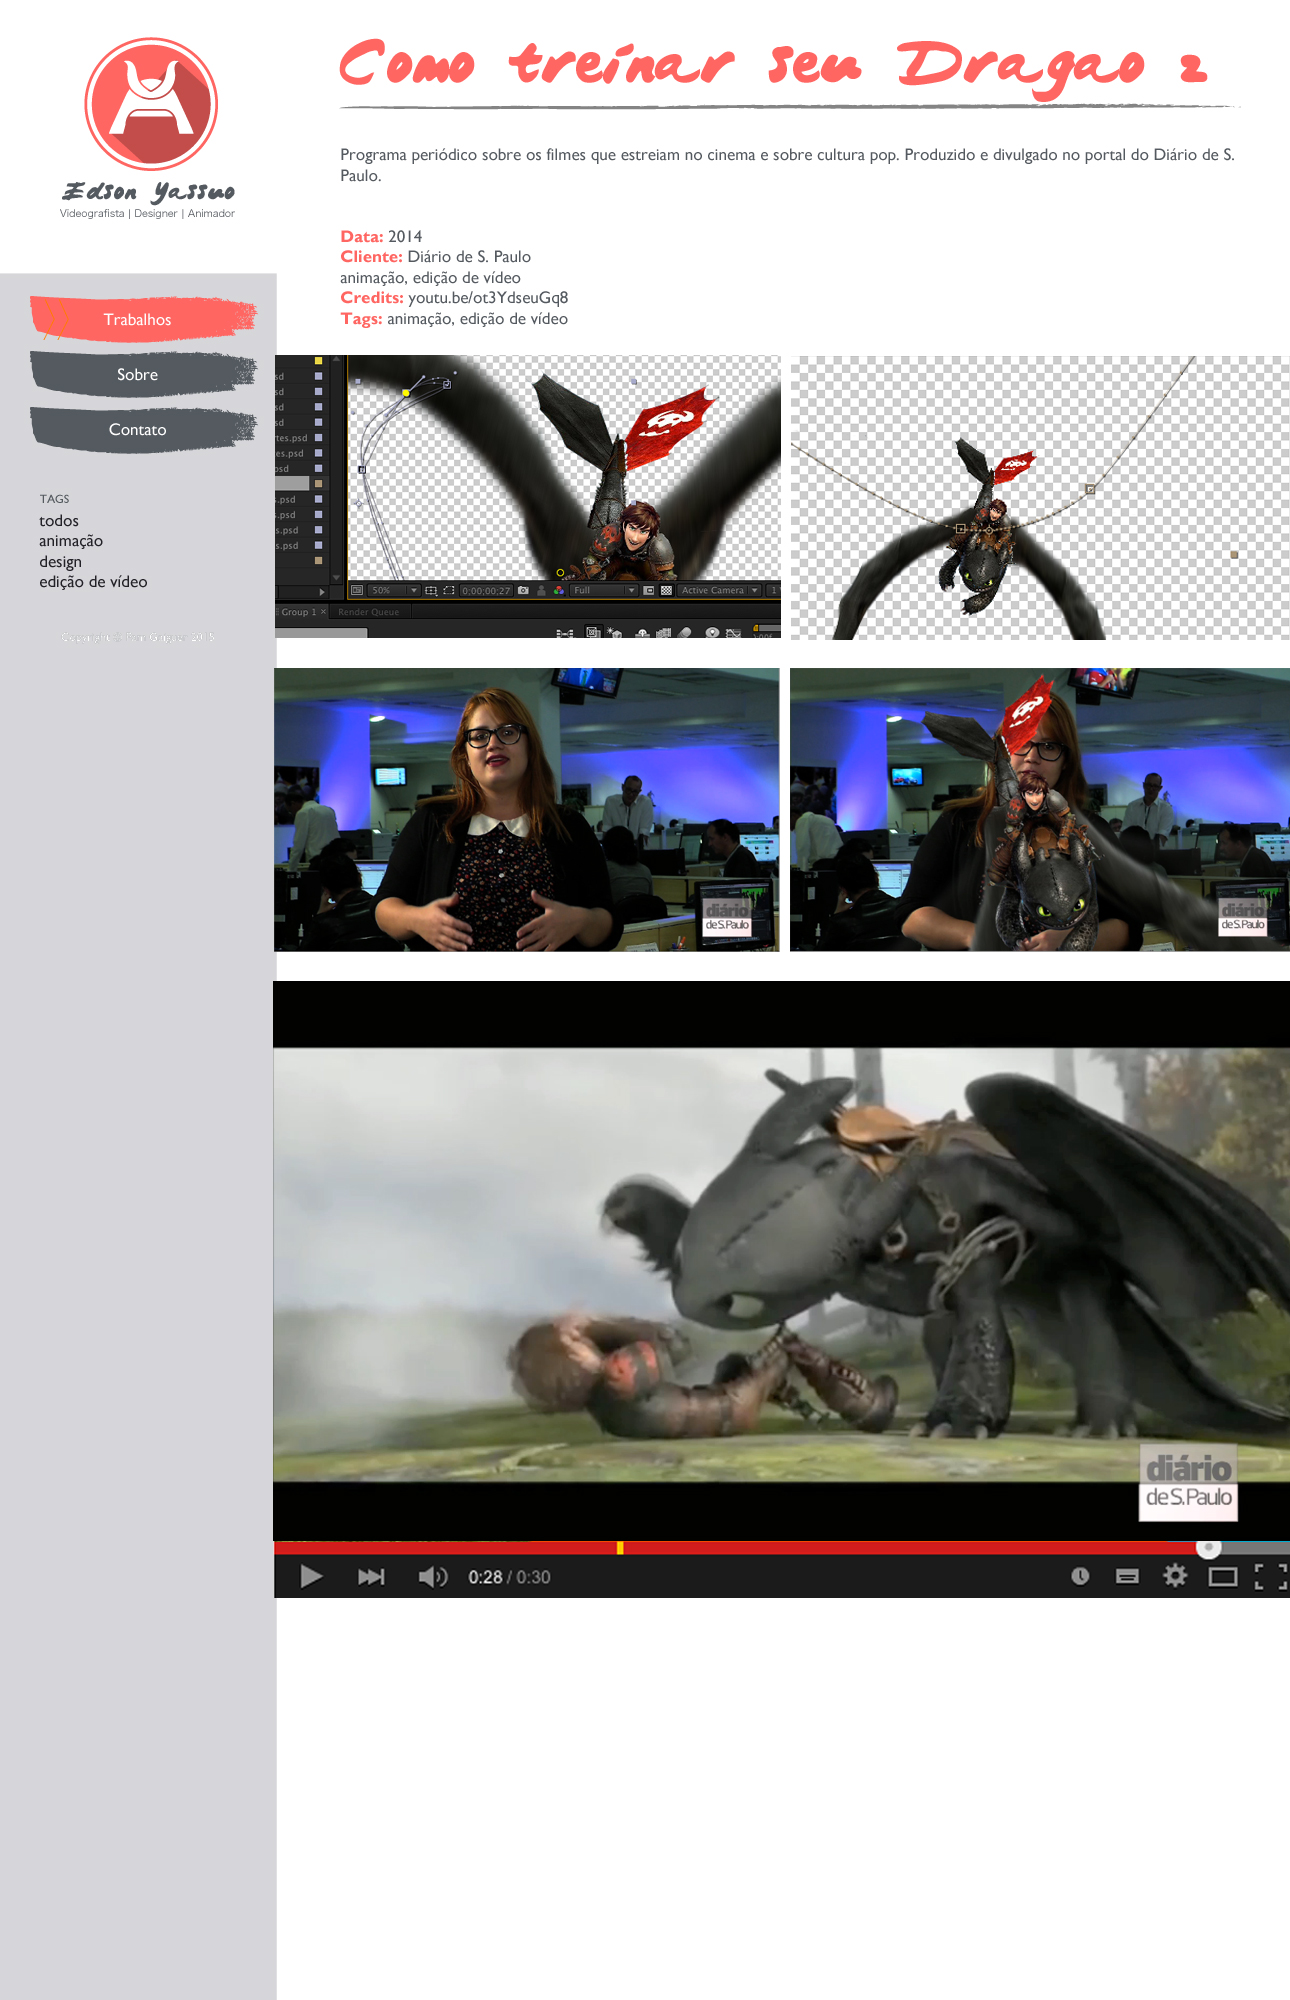 Como treinar seu Dragao 2
Edson Yassuo
Videografista | Designer | Animador
Programa periódico sobre os filmes que estreiam no cinema e sobre cultura pop. Produzido e divulgado no portal do Diário de S.
Paulo.
Data: 2014
Cliente: Diário de S. Paulo
animação, edição de vídeo
Credits: youtu.be/ot3YdseuGq8
Tags: animação, edição de vídeo
Trabalhos
Sobre
Contato
TAGS
todos
animação
design
edição de vídeo
50%
0;00;00;27
Full
Active Camera
Group 1 ×
Render Queue
diário
de S.Paulo
diário
de S.Paulo
diário
de S.Paulo
0:28 / 0:30